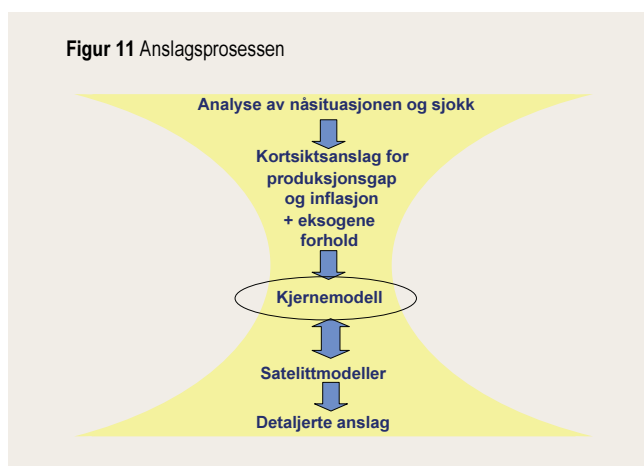 Figur 11 Anslagsprosessen
Analyse av nåsituasjonen og sjokk
Kortsiktsanslag for
produksjonsgap
og inflasjon
+ eksogene
forhold
Kjernemodell
Satelittmodeller
Detaljerte anslag